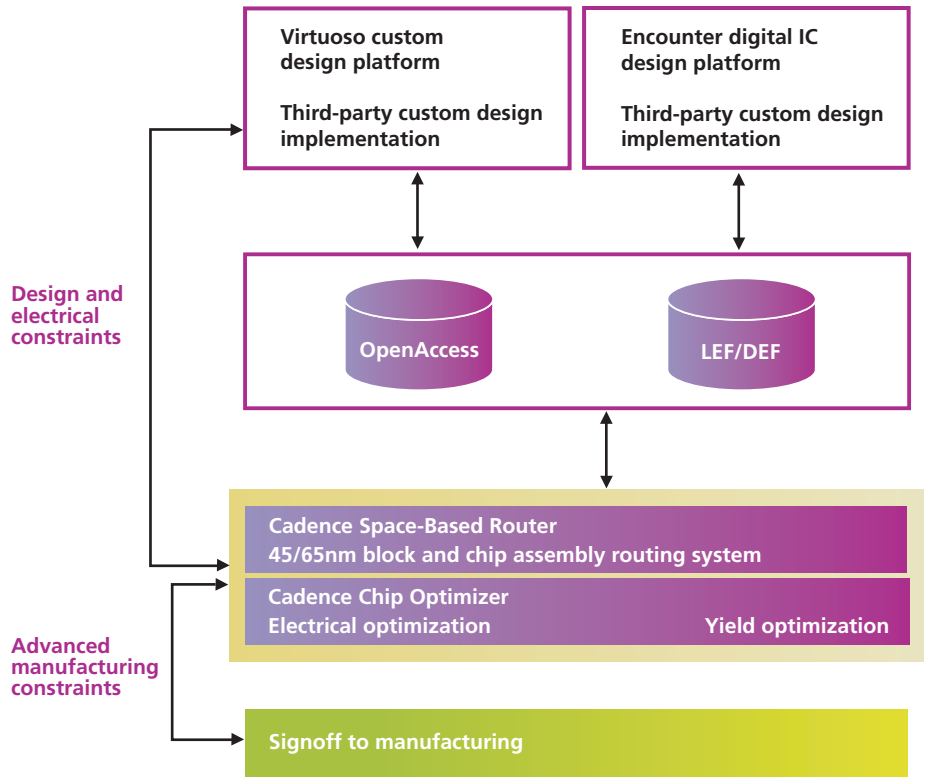 Virtuoso custom
design platform
Third-party custom design
implementation
Encounter digital IC
design platform
Third-party custom design
implementation
Design and
electrical
constraints
OpenAccess
LEF/DEF
Cadence Space-Based Router
45/65nm block and chip assembly routing system
Cadence Chip Optimizer
Electrical optimization
Yield optimization
Advanced
manufacturing
constraints
Signoff to manufacturing